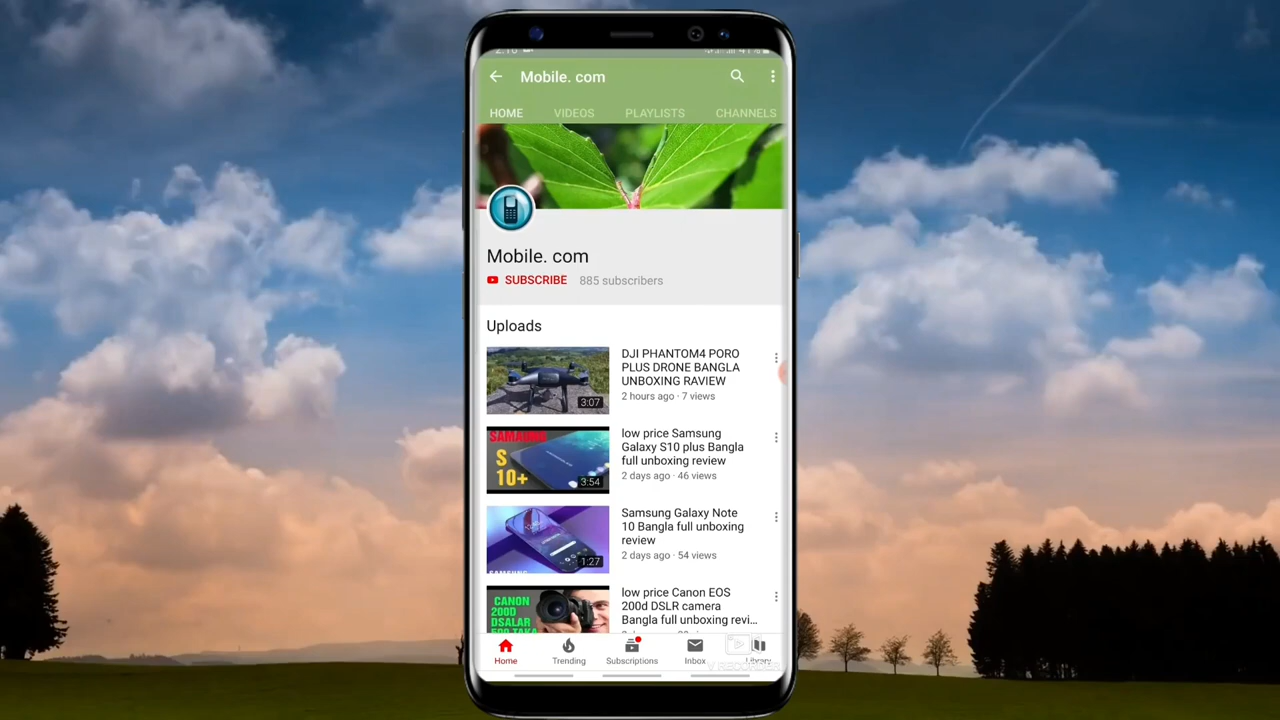 Mobile. com
HOME VIDEOS PLAYLISTS CHANNELS
Mobile. com
SUBSCRIBE 885 subscribers
Uploads
DJI PHANTOM4 PORO
PLUS DRONE BANGLA
UNBOXING RAVIEW
2 hours ago · 7 views
3:07
low price Samsung
Galaxy S10 plus Bangla
full unboxing review
2 days ago · 46 views
SAMSUNG
S
10+
3:54
Samsung Galaxy Note
10 Bangla full unboxing
review
2 days ago · 54 views
1:27
low price Canon EOS
200d DSLR camera
Bangla full unboxing revi...
CANON
200D
DSALAR
Home Trending Subscriptions Inbox Library
V RECORDER